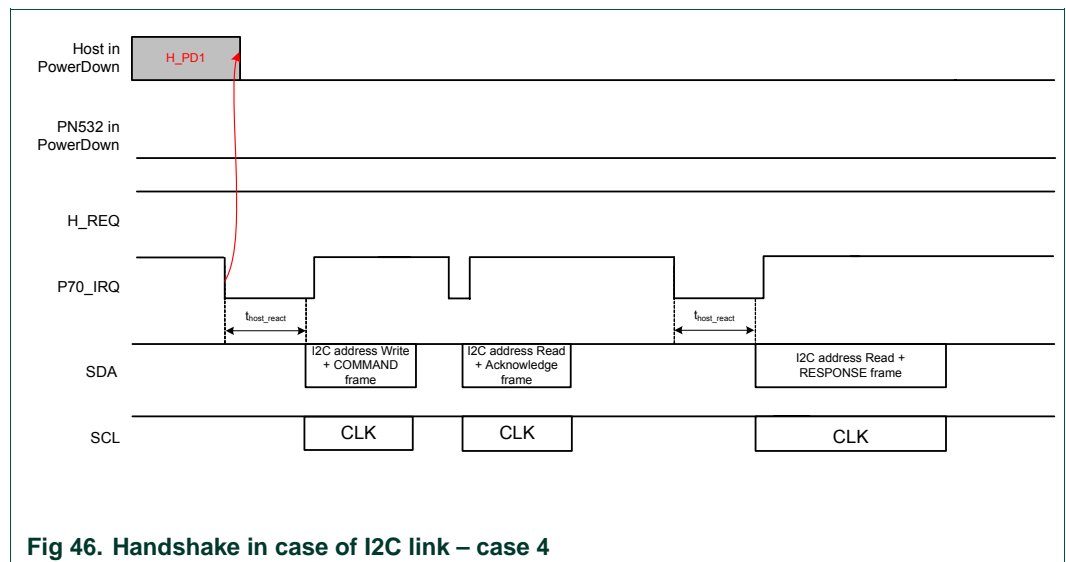 Host in
PowerDown
H_PD1
PN532 in
PowerDown
H_REQ
P70_IRQ
thost_react
thost_react
SDA
I2C address Write
+ COMMAND
frame
I2C address Read
+ Acknowledge
frame
I2C address Read +
RESPONSE frame
SCL
CLK
CLK
CLK
Fig 46. Handshake in case of I2C link – case 4